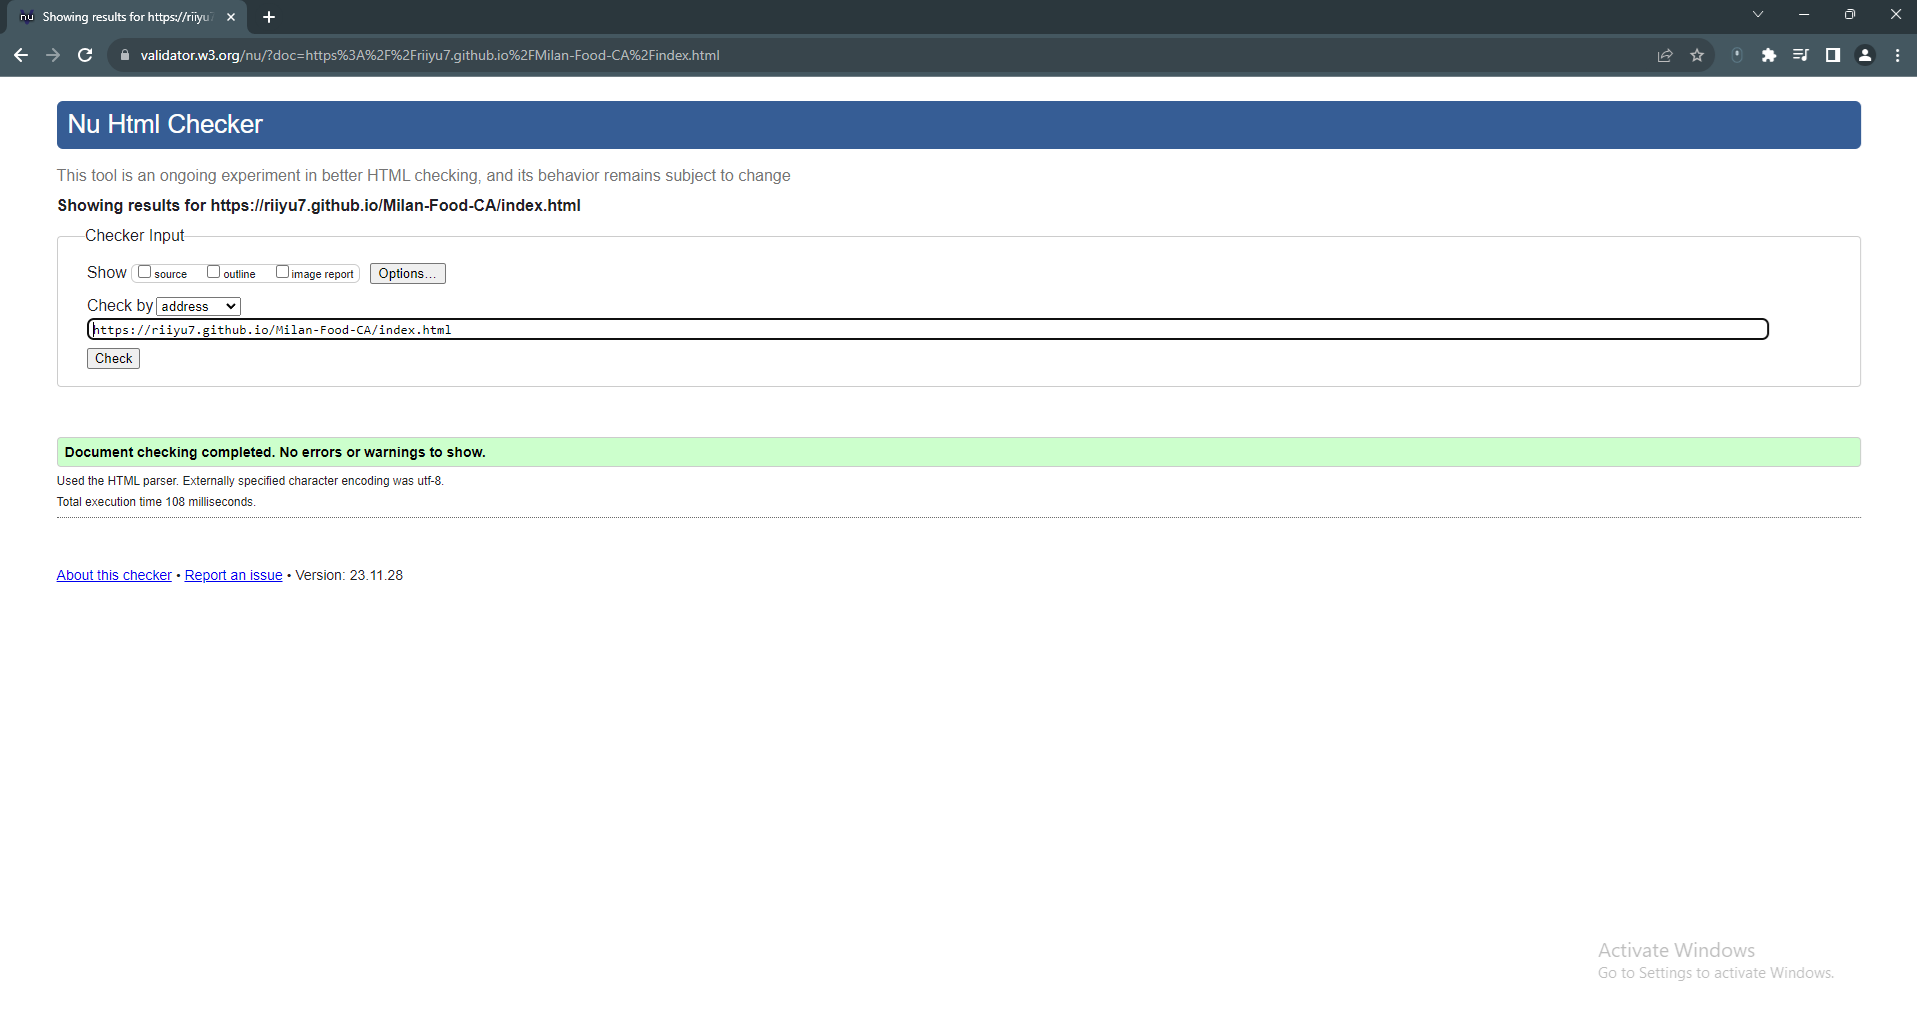 Showing results for https://riiyu7
validator.w3.org/nu/?doc=https%3A%2F%2Friiyu7.github.io%2FMilan-Food-CA%2Findex.html
Nu Html Checker
This tool is an ongoing experiment in better HTML checking, and its behavior remains subject to change
Showing results for https://riiyu7.github.io/Milan-Food-CA/index.html
Checker Input
Show source outline image report Options...
Check by address
https://riiyu7.github.io/Milan-Food-CA/index.html
Check
Document checking completed. No errors or warnings to show.
Used the HTML parser. Externally specified character encoding was utf-8.
Total execution time 108 milliseconds.
About this checker • Report an issue • Version: 23.11.28
Activate Windows
Go to Settings to activate Windows.